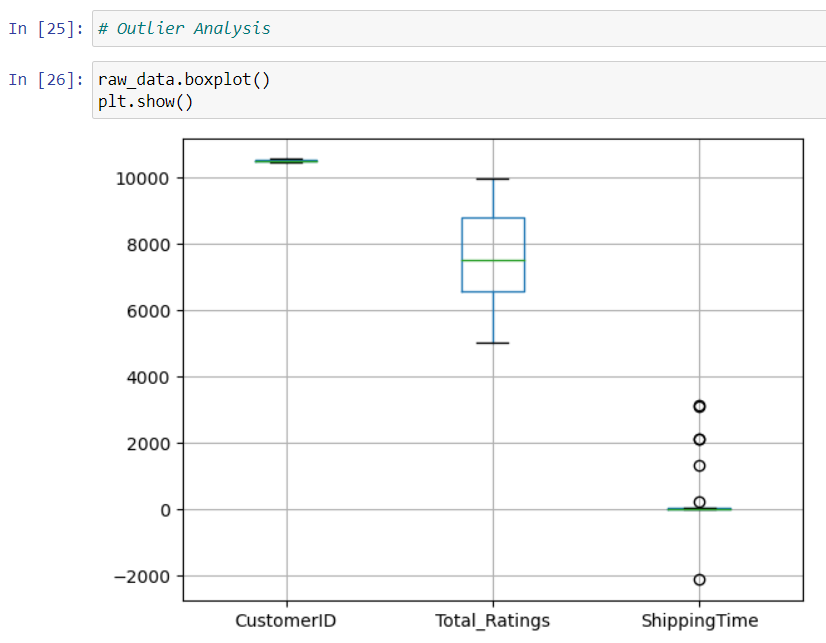 In [25]: # Outlier Analysis
In [26]: raw_data.boxplot()
plt.show()
10000
8000
6000
4000
2000
0
−2000
CustomerID Total_Ratings ShippingTime